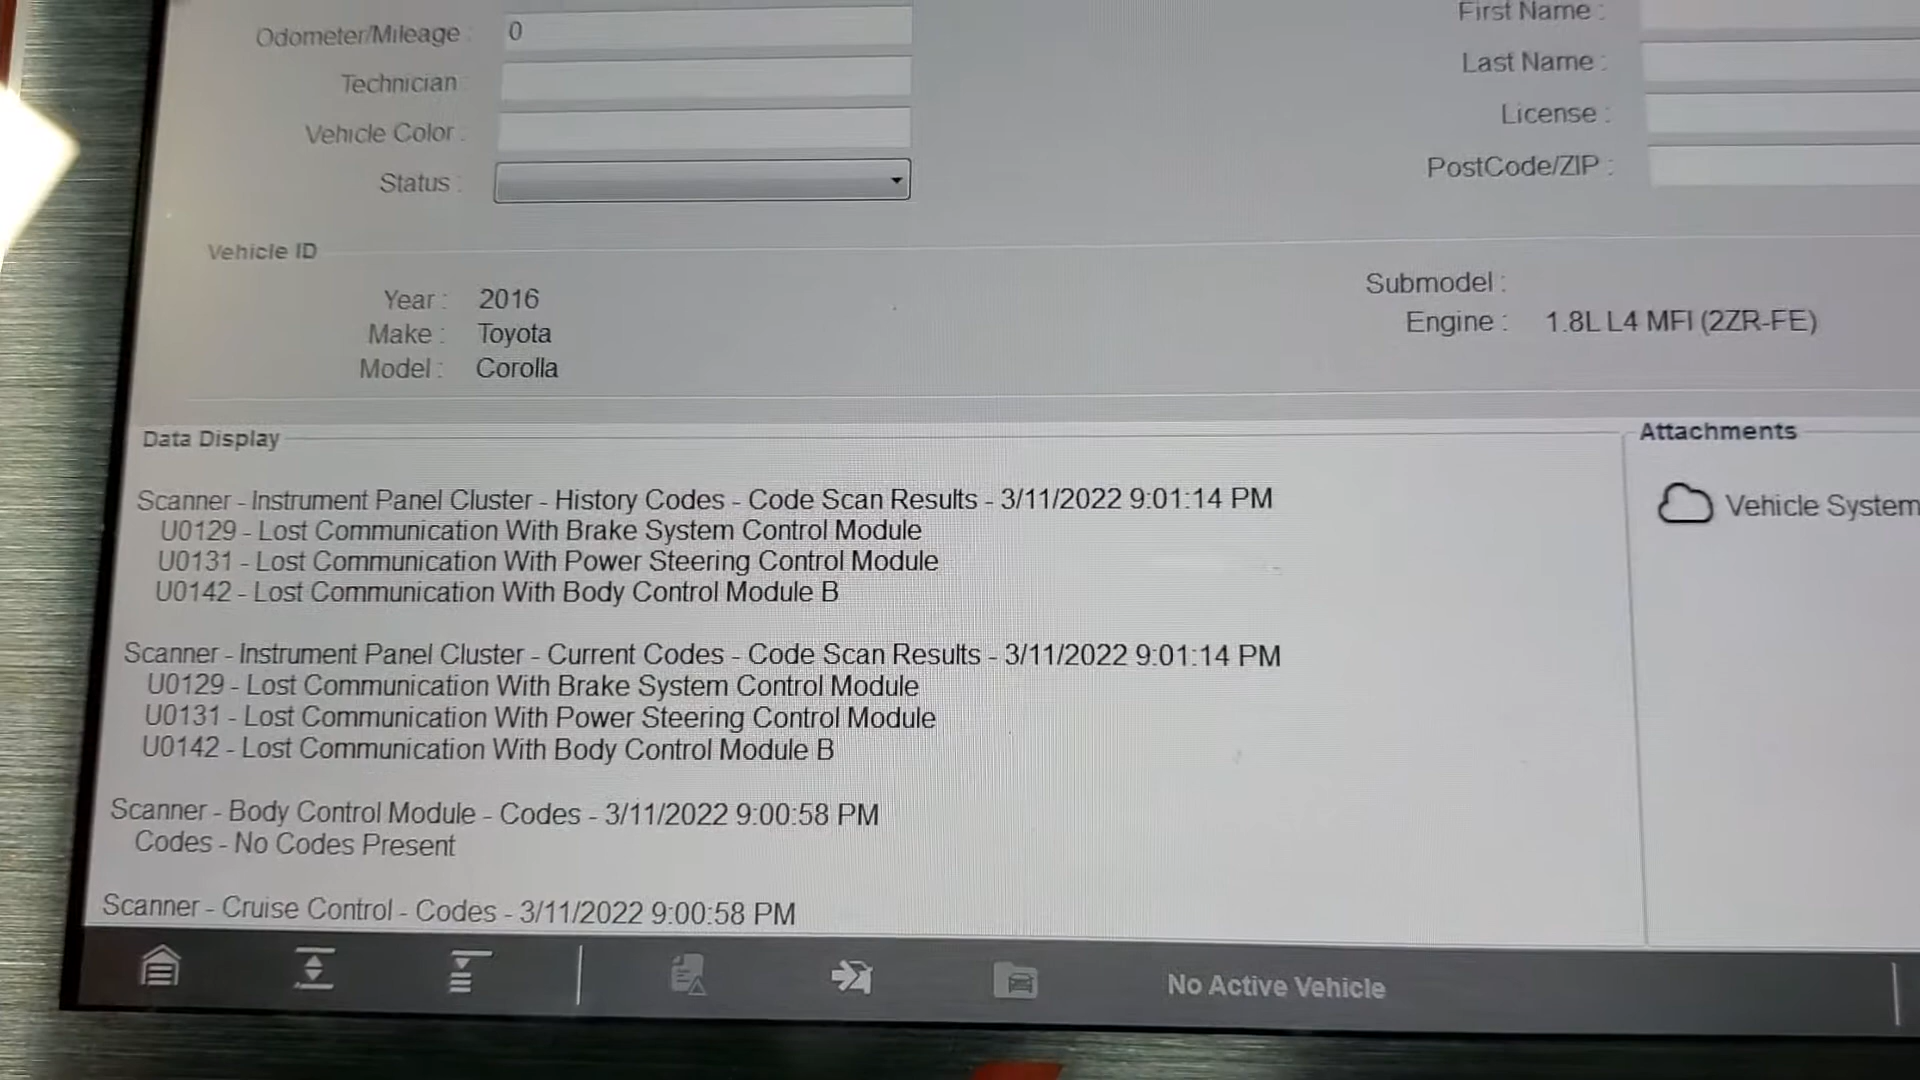 Odometer/Mileage : 0
Technician :
Vehicle Color :
Status :
First Name :
Last Name :
License :
PostCode/ZIP :
Vehicle ID
Year : 2016
Make : Toyota
Model : Corolla
Submodel :
Engine : 1.8L L4 MFI (2ZR-FE)
Data Display
Scanner - Instrument Panel Cluster - History Codes - Code Scan Results - 3/11/2022 9:01:14 PM
U0129 - Lost Communication With Brake System Control Module
U0131 - Lost Communication With Power Steering Control Module
U0142 - Lost Communication With Body Control Module B
Scanner - Instrument Panel Cluster - Current Codes - Code Scan Results - 3/11/2022 9:01:14 PM
U0129 - Lost Communication With Brake System Control Module
U0131 - Lost Communication With Power Steering Control Module
U0142 - Lost Communication With Body Control Module B
Scanner - Body Control Module - Codes - 3/11/2022 9:00:58 PM
Codes - No Codes Present
Scanner - Cruise Control - Codes - 3/11/2022 9:00:58 PM
Attachments
Vehicle System
No Active Vehicle